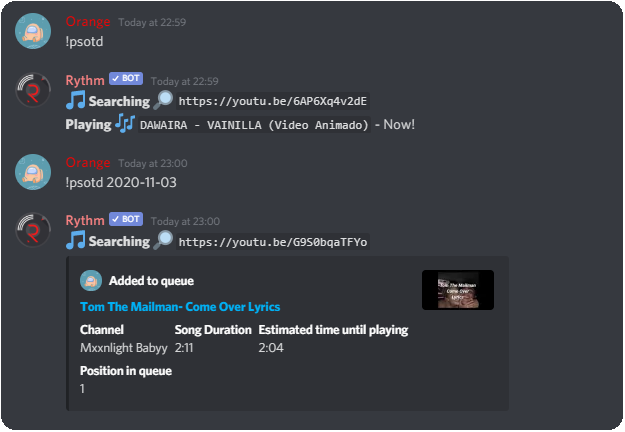 Orange Today at 22:59
!psotd
Rythm ✓ BOT Today at 22:59
🎵 Searching 🔎 https://youtu.be/6AP6Xq4v2dE
Playing 🎶 DAWAIRA - VAINILLA (Video Animado) - Now!
Orange Today at 23:00
!psotd 2020-11-03
Rythm ✓ BOT Today at 23:00
🎵 Searching 🔎 https://youtu.be/G9S0bqaTFYo
Added to queue
Tom The Mailman
Come Over
Lyrics
Tom The Mailman- Come Over Lyrics
Channel Song Duration Estimated time until playing
Mxxnlight Babyy 2:11 2:04
Position in queue
1